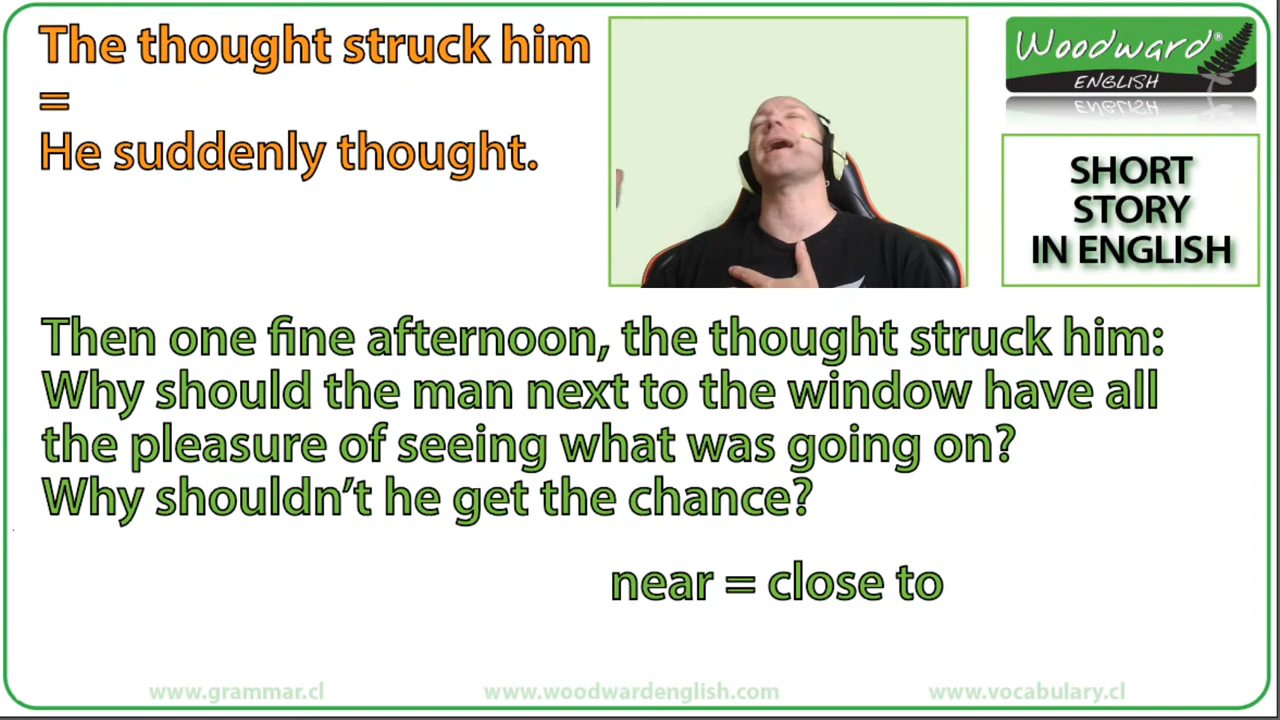 The thought struck him
=
He suddenly thought.
Woodward®
ENGLISH
SHORT
STORY
IN ENGLISH
Then one fine afternoon, the thought struck him:
Why should the man next to the window have all
the pleasure of seeing what was going on?
Why shouldn't he get the chance?
near = close to
www.grammar.cl
www.woodwardenglish.com
www.vocabulary.cl